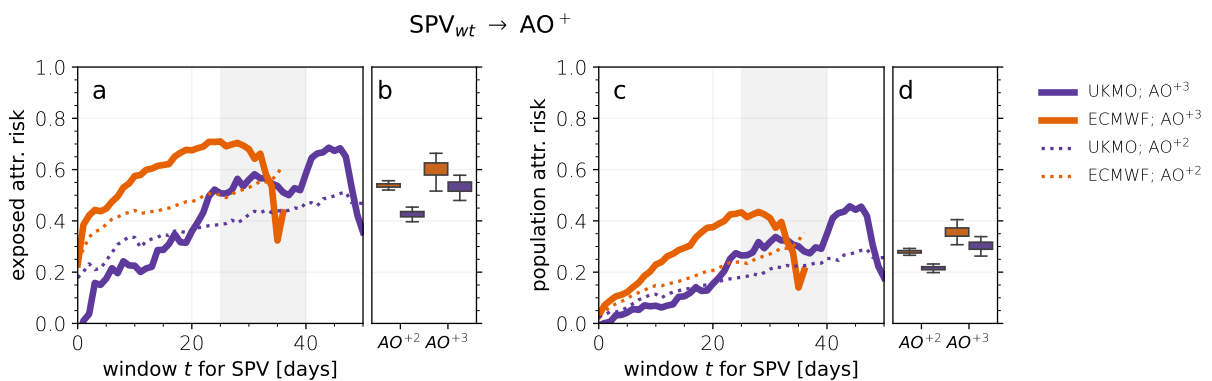 SPV_wt → AO⁺
exposed attr. risk
1.0
0.8
0.6
0.4
0.2
0.0
a
0
20
40
window t for SPV [days]
b
AO⁺² AO⁺³
population attr. risk
1.0
0.8
0.6
0.4
0.2
0.0
c
0
20
40
window t for SPV [days]
d
AO⁺² AO⁺³
UKMO; AO⁺³
ECMWF; AO⁺³
UKMO; AO⁺²
ECMWF; AO⁺²